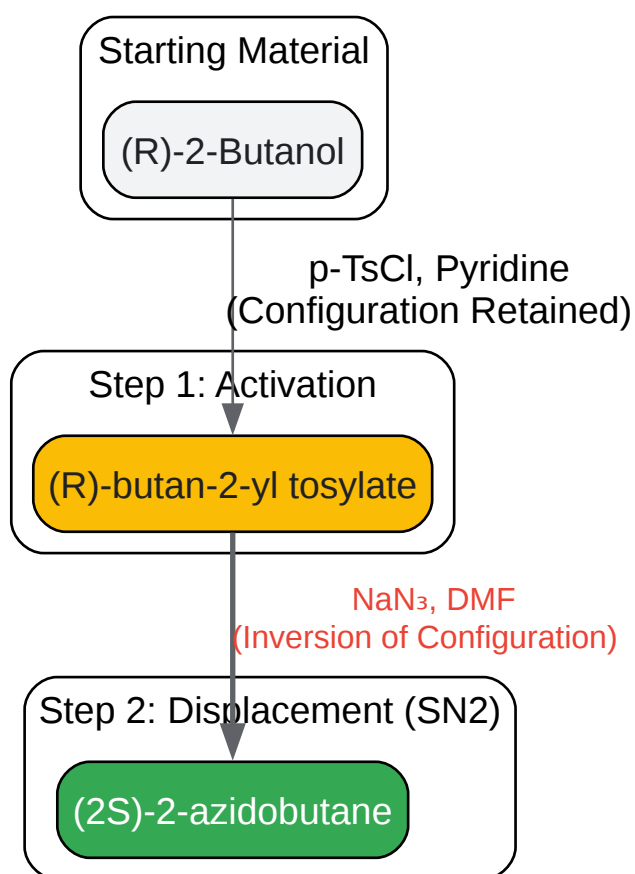 Starting Material
(R)-2-Butanol
p-TsCl, Pyridine
(Configuration Retained)
Step 1: Activation
(R)-butan-2-yl tosylate
NaN₃, DMF
(Inversion of Configuration)
Step 2: Displacement (SN2)
(2S)-2-azidobutane